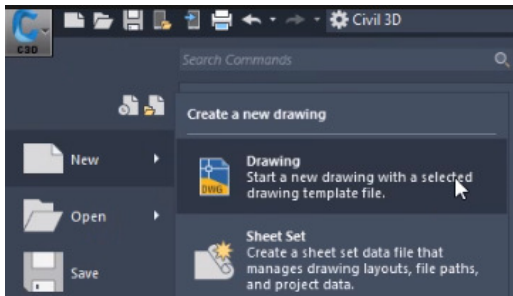 C3D
Civil 3D
Search Commands
Create a new drawing
New
Drawing
Start a new drawing with a selected
drawing template file.
DWG
Open
Sheet Set
Create a sheet set data file that
manages drawing layouts, file paths,
and project data.
Save